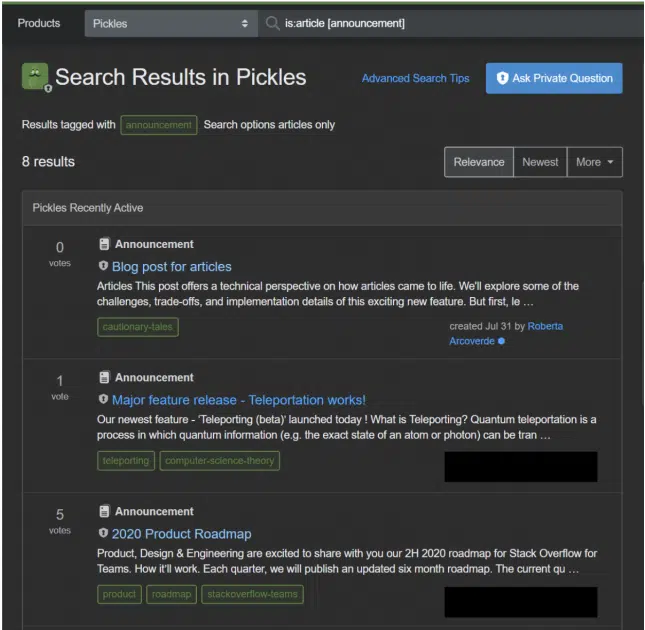 Products Pickles is:article [announcement]
Search Results in Pickles Advanced Search Tips Ask Private Question
Results tagged with announcement Search options articles only
8 results Relevance Newest More
Pickles Recently Active
0 Announcement
votes Blog post for articles
Articles This post offers a technical perspective on how articles came to life. We'll explore some of the
challenges, trade-offs, and implementation details of this exciting new feature. But first, le …
cautionary-tales created Jul 31 by Roberta
Arcoverde
1 Announcement
vote Major feature release - Teleportation works!
Our newest feature - 'Teleporting (beta)' launched today ! What is Teleporting? Quantum teleportation is a
process in which quantum information (e.g. the exact state of an atom or photon) can be tran …
teleporting computer-science-theory
5 Announcement
votes 2020 Product Roadmap
Product, Design & Engineering are excited to share with you our 2H 2020 roadmap for Stack Overflow for
Teams. How it'll work. Each quarter, we will publish an updated six month roadmap. The current qu …
product roadmap stackoverflow-teams